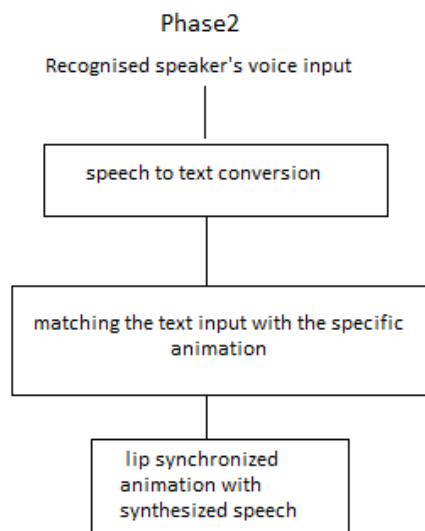 Phase2
Recognised speaker's voice input
speech to text conversion
matching the text input with the specific
animation
lip synchronized
animation with
synthesized speech